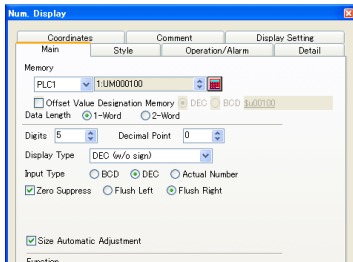 Num. Display
Coordinates Comment Display Setting
Main Style Operation/Alarm Detail
Memory
PLC1 1:UM000100
Offset Value Designation Memory DEC BCD $u00100
Data Length 1-Word 2-Word
Digits 5 Decimal Point 0
Display Type DEC (w/o sign)
Input Type BCD DEC Actual Number
Zero Suppress Flush Left Flush Right
Size Automatic Adjustment
Function